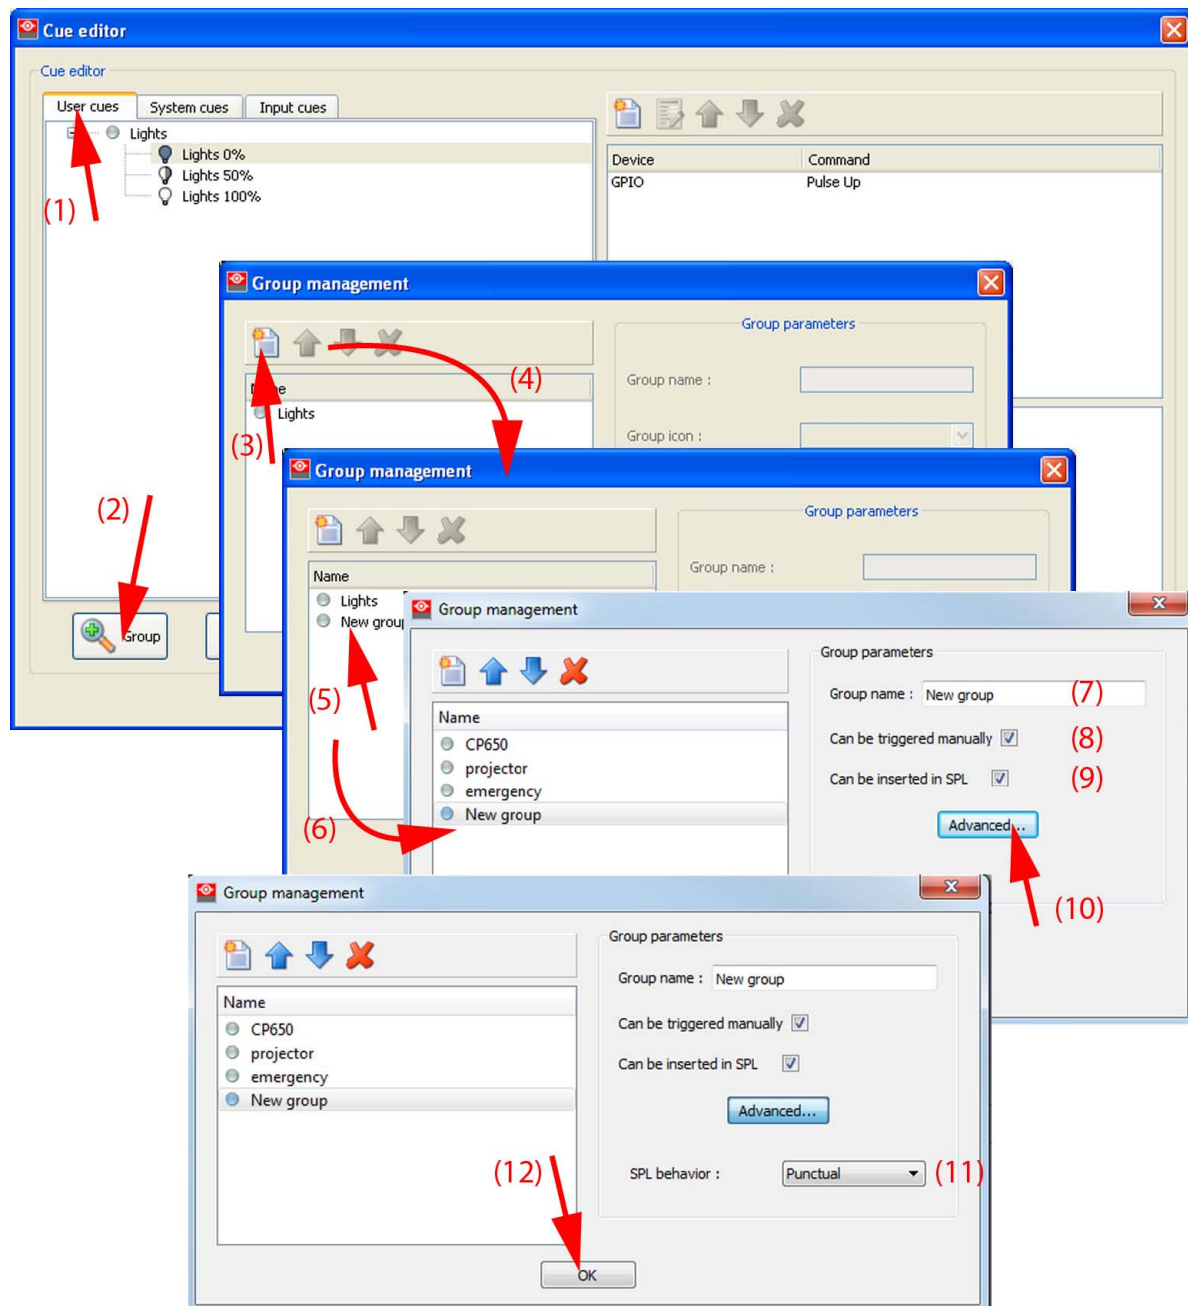 Cue editor
Cue editor
User cues System cues Input cues
Lights
Lights 0%
Lights 50%
Lights 100%
(1)
Device Command
GPIO Pulse Up
Group management
Group parameters
(4)
Group name :
Lights
Group icon :
(3)
Group management
(2)
Group parameters
Group name :
Name
Lights
New group
Group
(5)
(6)
Group management
Group parameters
Group name : New group (7)
Name
Can be triggered manually (8)
CP650
projector
Can be inserted in SPL (9)
emergency
New group
Advanced...
(10)
Group management
Group parameters
Group name : New group
Name
Can be triggered manually
CP650
projector
Can be inserted in SPL
emergency
New group
Advanced...
(12)
SPL behavior : Punctual (11)
OK